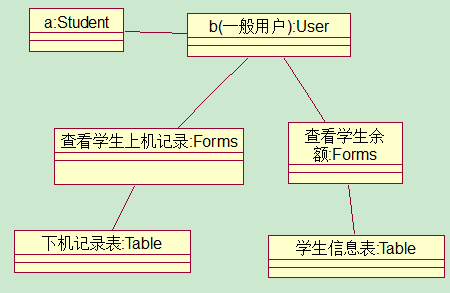 a:Student
b(一般用户):User
查看学生上机记录:Forms
查看学生余
额:Forms
下机记录表:Table
学生信息表:Table